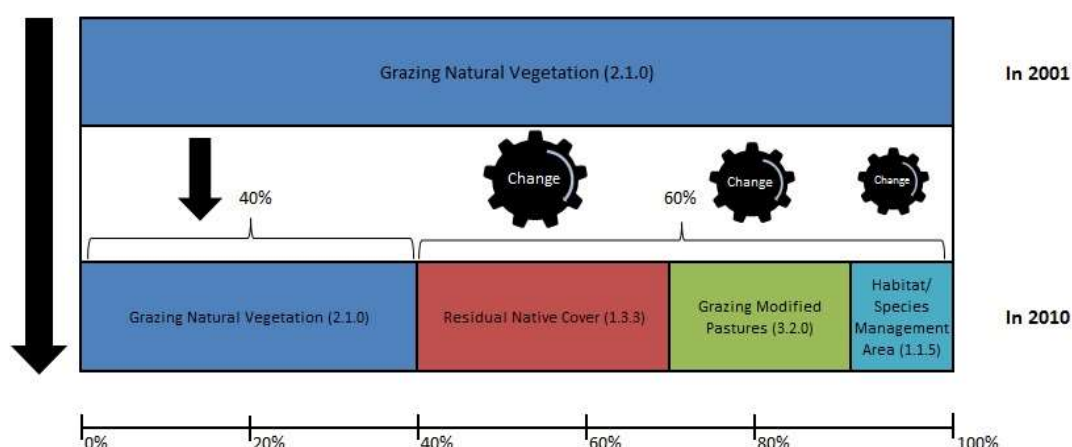 Grazing Natural Vegetation (2.1.0)
In 2001
Change
Change
Change
40%
60%
Grazing Natural Vegetation (2.1.0)
Residual Native Cover (1.3.3)
Grazing Modified
Pastures (3.2.0)
Habitat/
Species
Management
Area (1.1.5)
In 2010
0%
20%
40%
60%
80%
100%